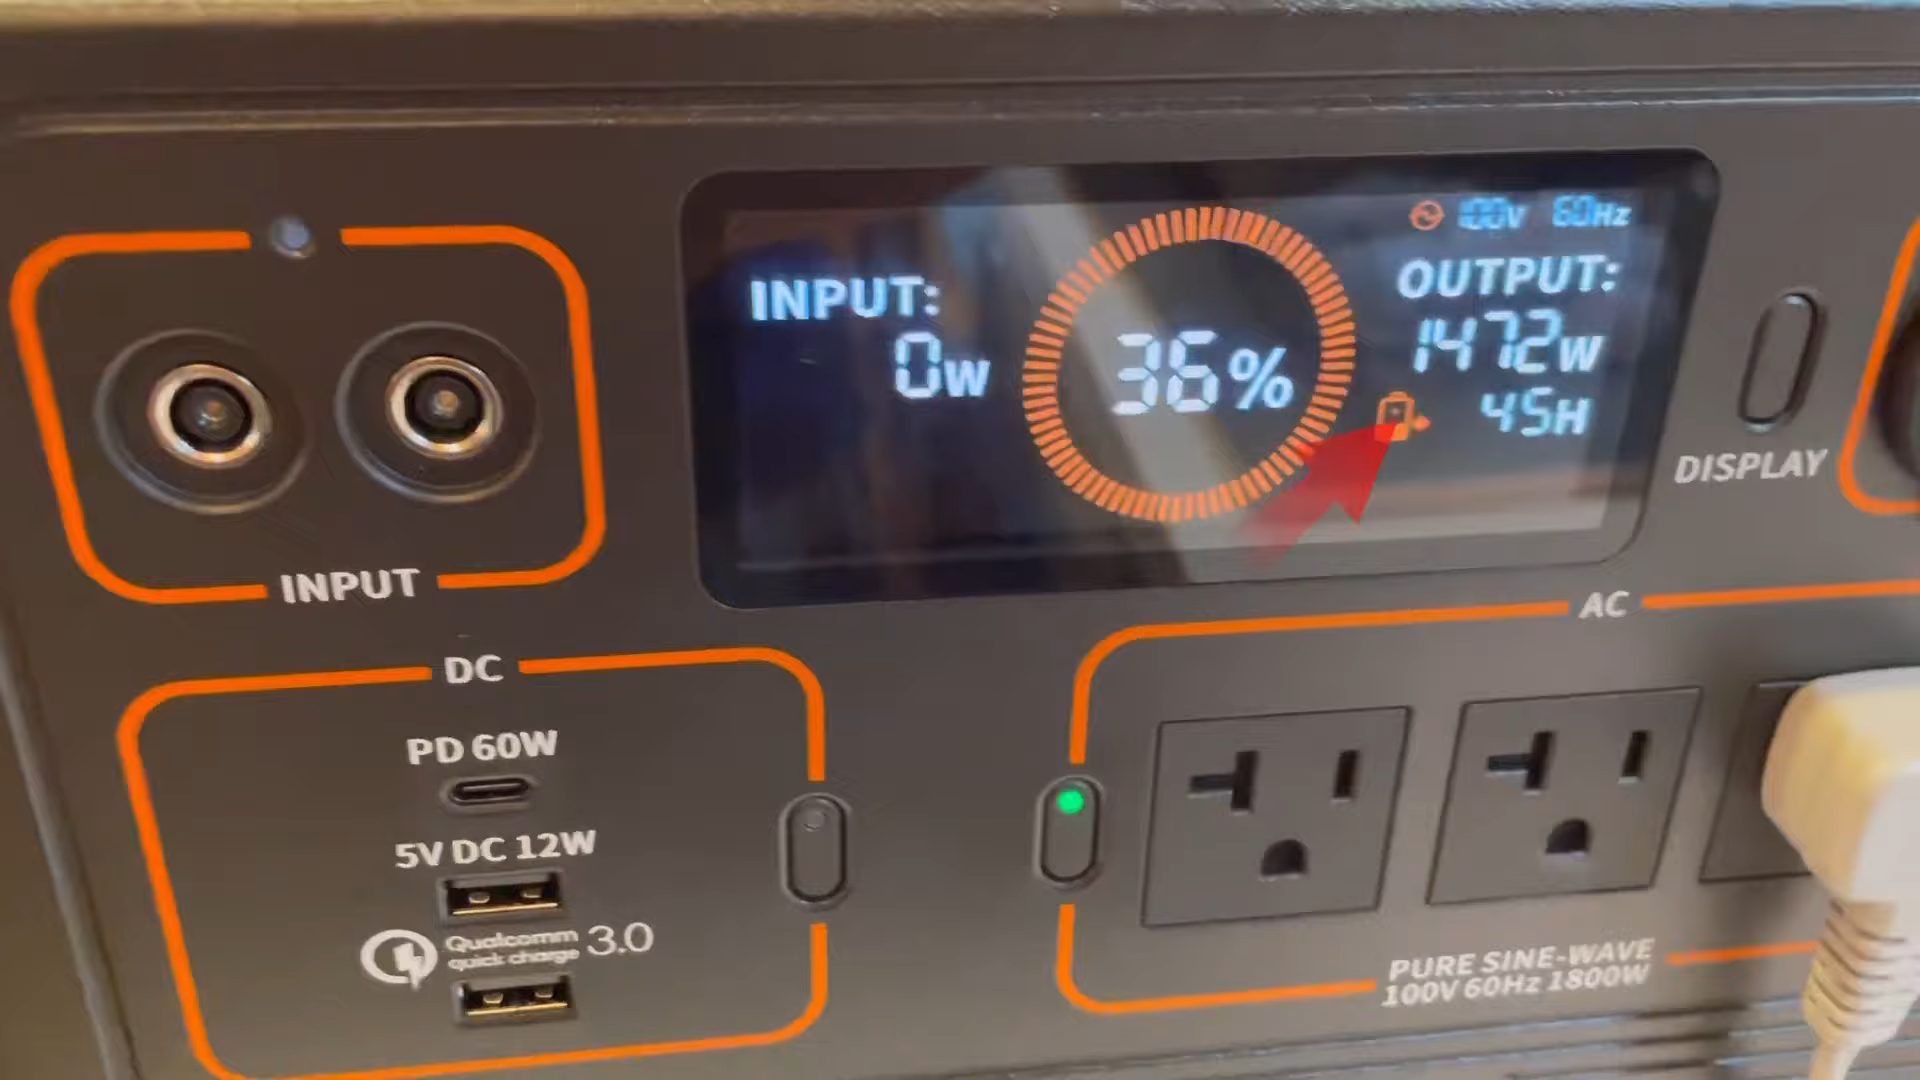 100V 60Hz
INPUT:
0W
36%
OUTPUT:
1472W
45H
DISPLAY
INPUT
DC
PD 60W
5V DC 12W
Qualcomm
quick charge 3.0
AC
PURE SINE-WAVE
100V 60Hz 1800W